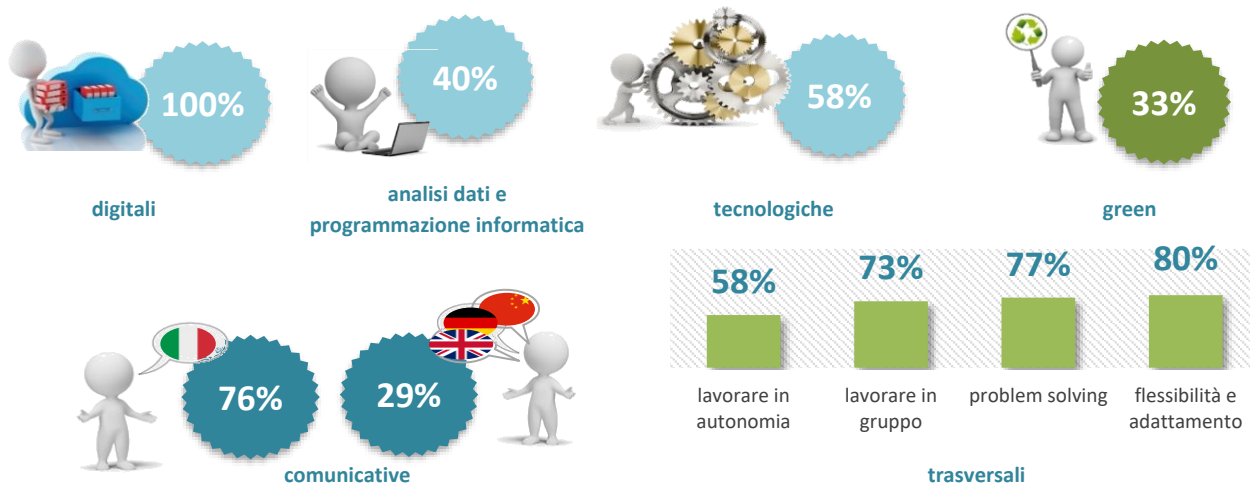 100%
40%
58%
33%
digitali
analisi dati e
programmazione informatica
tecnologiche
green
76%
29%
comunicative
58%
73%
77%
80%
lavorare in
autonomia
lavorare in
gruppo
problem solving
flessibilità e
adattamento
trasversali